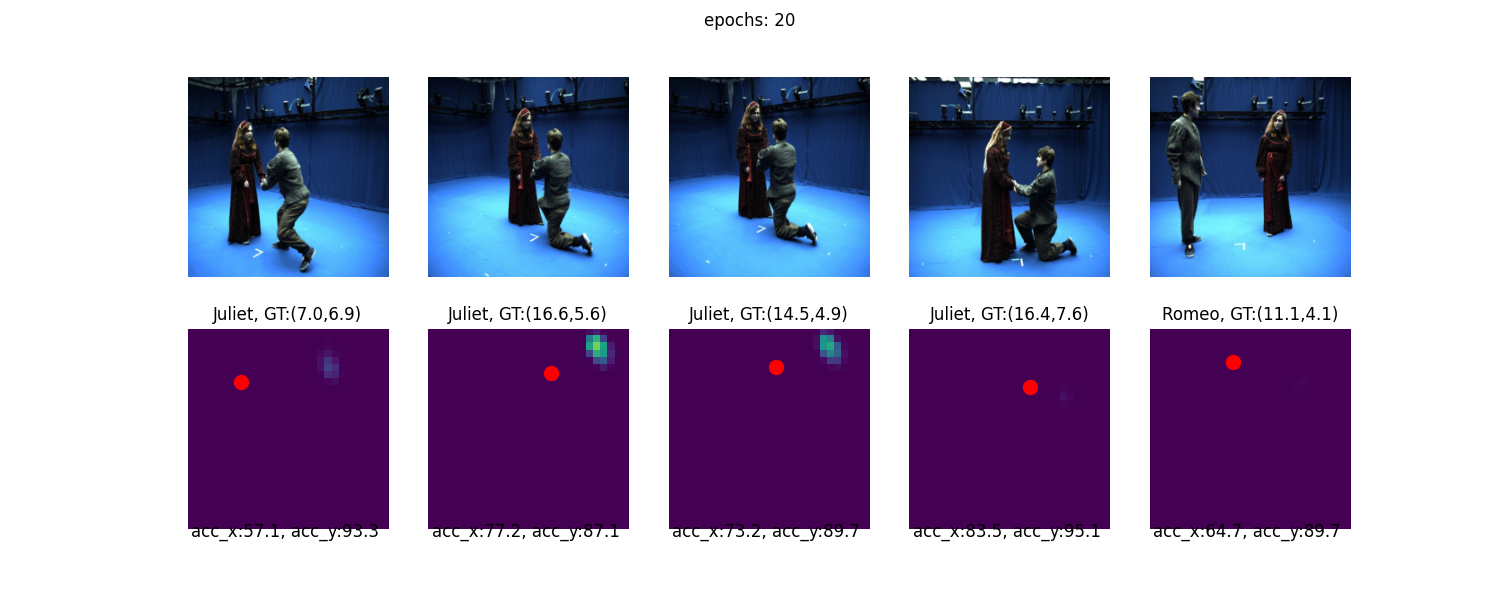 epochs: 20
Juliet, GT:(7.0,6.9)
Juliet, GT:(16.6,5.6)
Juliet, GT:(14.5,4.9)
Juliet, GT:(16.4,7.6)
Romeo, GT:(11.1,4.1)
acc_x:57.1, acc_y:93.3
acc_x:77.2, acc_y:87.1
acc_x:73.2, acc_y:89.7
acc_x:83.5, acc_y:95.1
acc_x:64.7, acc_y:89.7